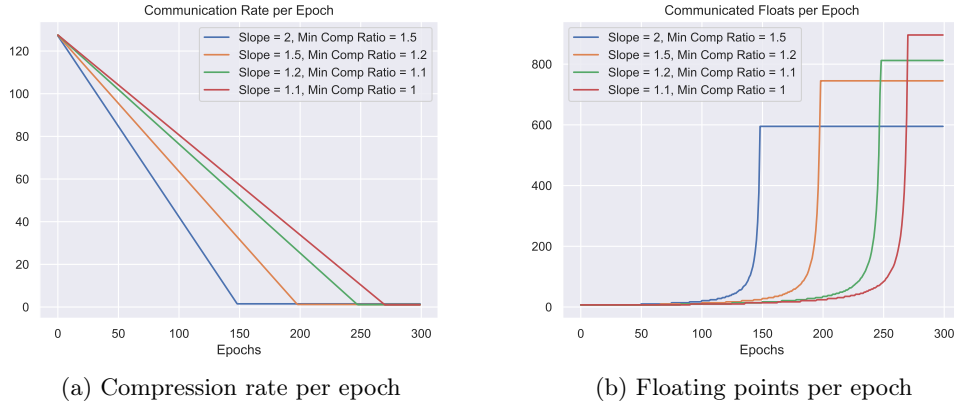 Communication Rate per Epoch
Slope = 2, Min Comp Ratio = 1.5
Slope = 1.5, Min Comp Ratio = 1.2
Slope = 1.2, Min Comp Ratio = 1.1
Slope = 1.1, Min Comp Ratio = 1
120
100
80
60
40
20
0
0 50 100 150 200 250 300
Epochs
(a) Compression rate per epoch
Communicated Floats per Epoch
Slope = 2, Min Comp Ratio = 1.5
Slope = 1.5, Min Comp Ratio = 1.2
Slope = 1.2, Min Comp Ratio = 1.1
Slope = 1.1, Min Comp Ratio = 1
800
600
400
200
0
0 50 100 150 200 250 300
Epochs
(b) Floating points per epoch